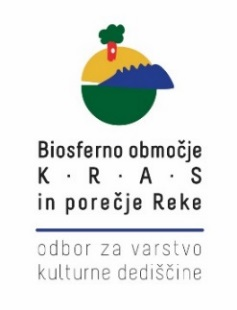 Biosferno območje
K · R · A · S
in porečje Reke
odbor za varstvo
kulturne dediščine